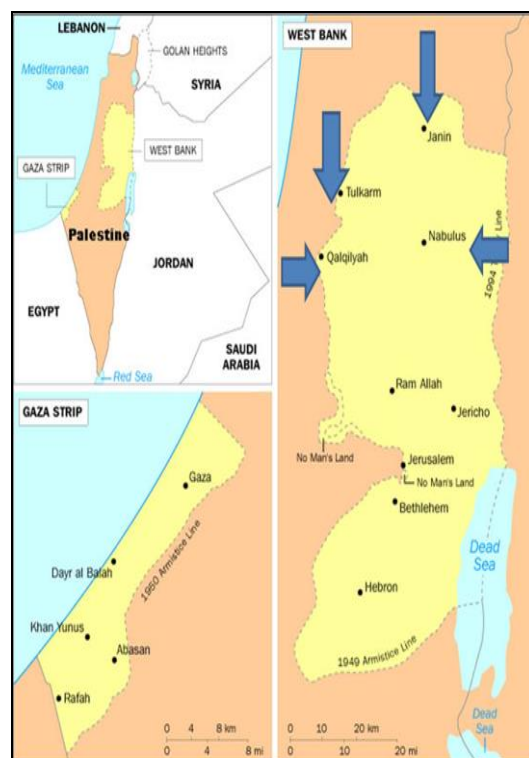 LEBANON
GOLAN HEIGHTS
Mediterranean
Sea
SYRIA
WEST BANK
GAZA STRIP
Palestine
JORDAN
EGYPT
SAUDI
ARABIA
Red Sea
GAZA STRIP
Gaza
Dayr al Balah
1950 Armistice Line
Khan Yunus
Abasan
Rafah
0 4 8 km
0 4 8 mi
WEST BANK
Janin
Tulkarm
Nabulus
Qalqilyah
1994 Line
Ram Allah
Jericho
No Man's Land
Jerusalem
No Man's Land
Bethlehem
Dead
Sea
Hebron
1949 Armistice Line
0 10 20 km
0 10 20 mi
Dead
Sea